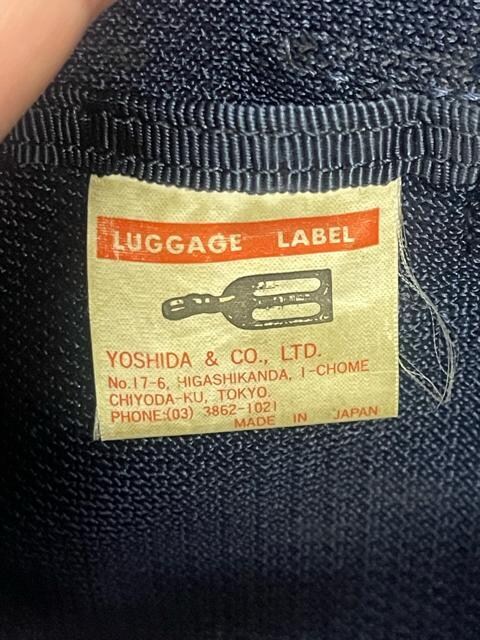 LUGGAGE LABEL
YOSHIDA & CO., LTD.
No.17-6, HIGASHIKANDA, 1-CHOME
CHIYODA-KU, TOKYO.
PHONE:(03) 3862-1021
MADE IN JAPAN